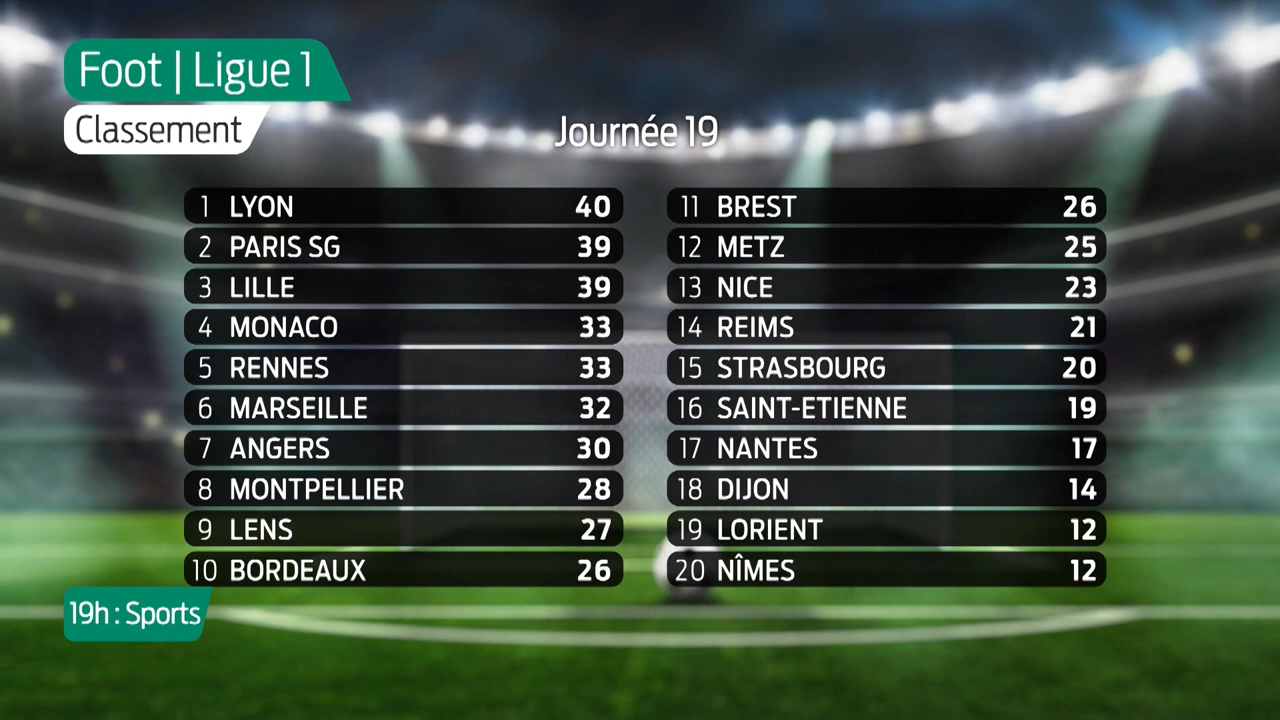 Foot | Ligue 1
Classement
Journée 19
1 LYON 40
2 PARIS SG 39
3 LILLE 39
4 MONACO 33
5 RENNES 33
6 MARSEILLE 32
7 ANGERS 30
8 MONTPELLIER 28
9 LENS 27
10 BORDEAUX 26
11 BREST 26
12 METZ 25
13 NICE 23
14 REIMS 21
15 STRASBOURG 20
16 SAINT-ETIENNE 19
17 NANTES 17
18 DIJON 14
19 LORIENT 12
20 NÎMES 12
19h : Sports